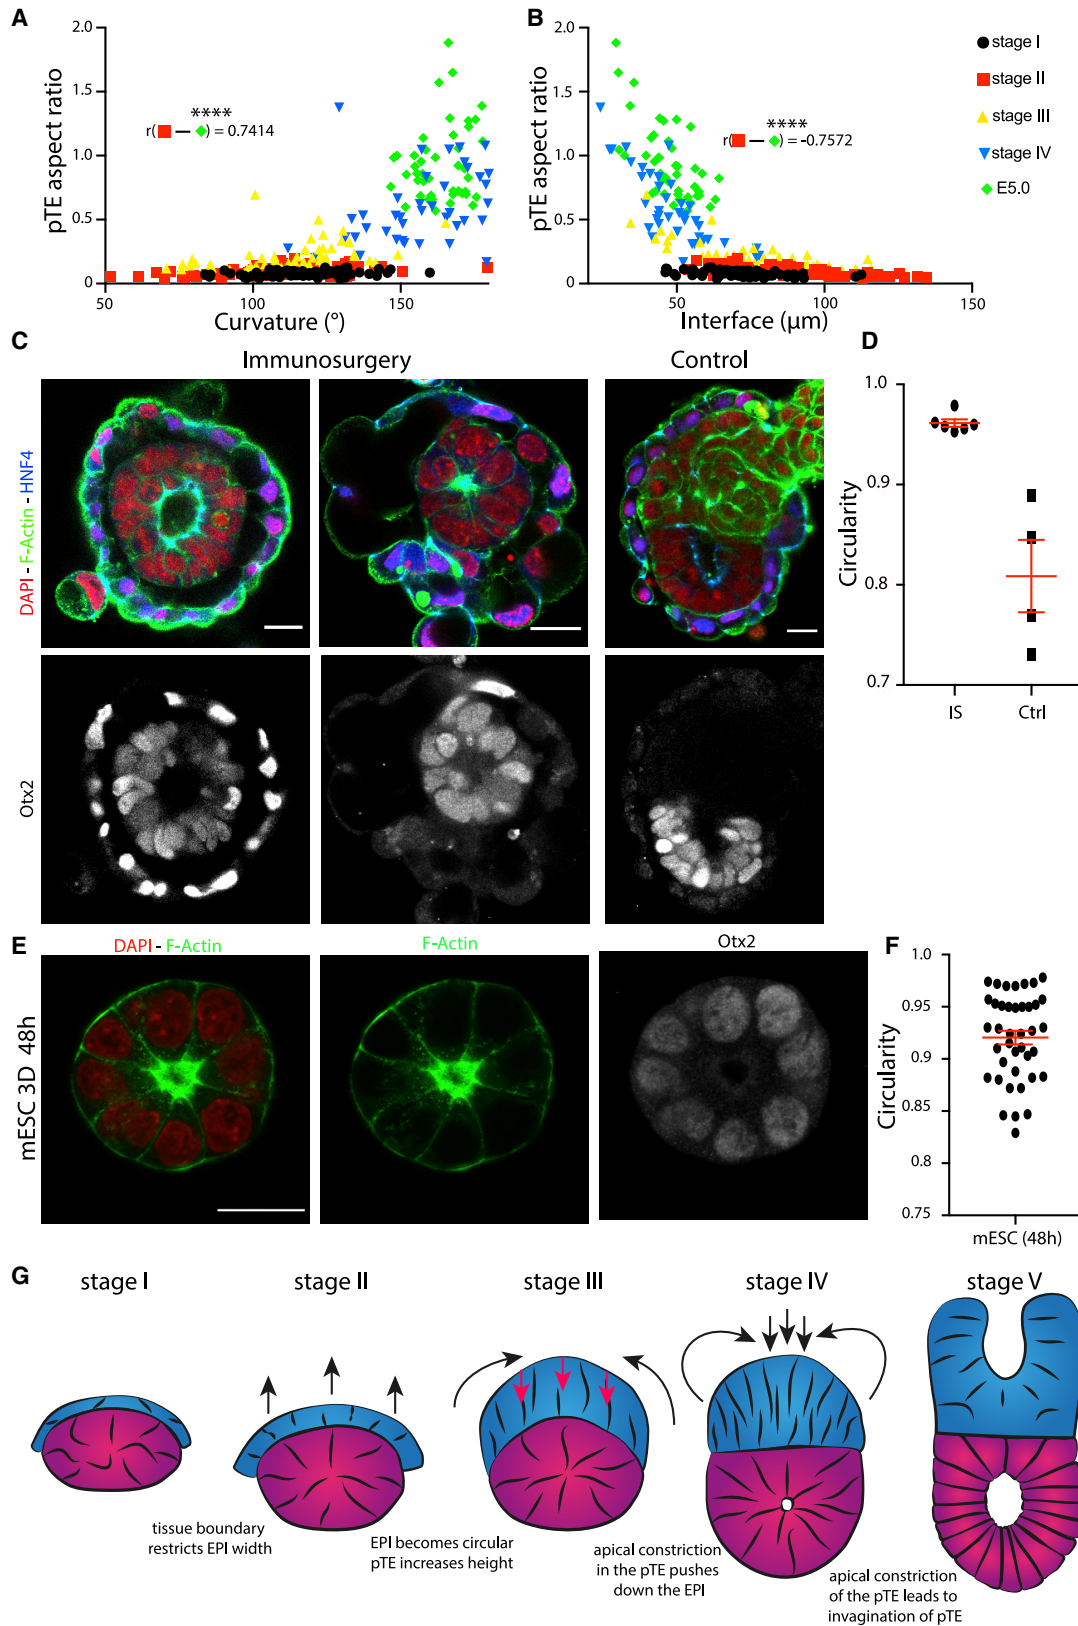 A
B
2.0
1.5
1.0
0.5
0
pTE aspect ratio
****
r( – ) = 0.7414
50
100
150
Curvature (°)
2.0
1.5
1.0
0.5
0
pTE aspect ratio
****
r( – ) = -0.7572
50
100
150
Interface (µm)
stage I
stage II
stage III
stage IV
E5.0
C
Immunosurgery
Control
DAPI - F-Actin - HNF4
Otx2
D
1.0
0.9
0.8
0.7
Circularity
IS
Ctrl
E
DAPI - F-Actin
F-Actin
Otx2
mESC 3D 48h
F
1.0
0.95
0.9
0.85
0.8
0.75
Circularity
mESC (48h)
G
stage I
stage II
stage III
stage IV
stage V
tissue boundary
restricts EPI width
EPI becomes circular
pTE increases height
apical constriction
in the pTE pushes
down the EPI
apical constriction
of the pTE leads to
invagination of pTE